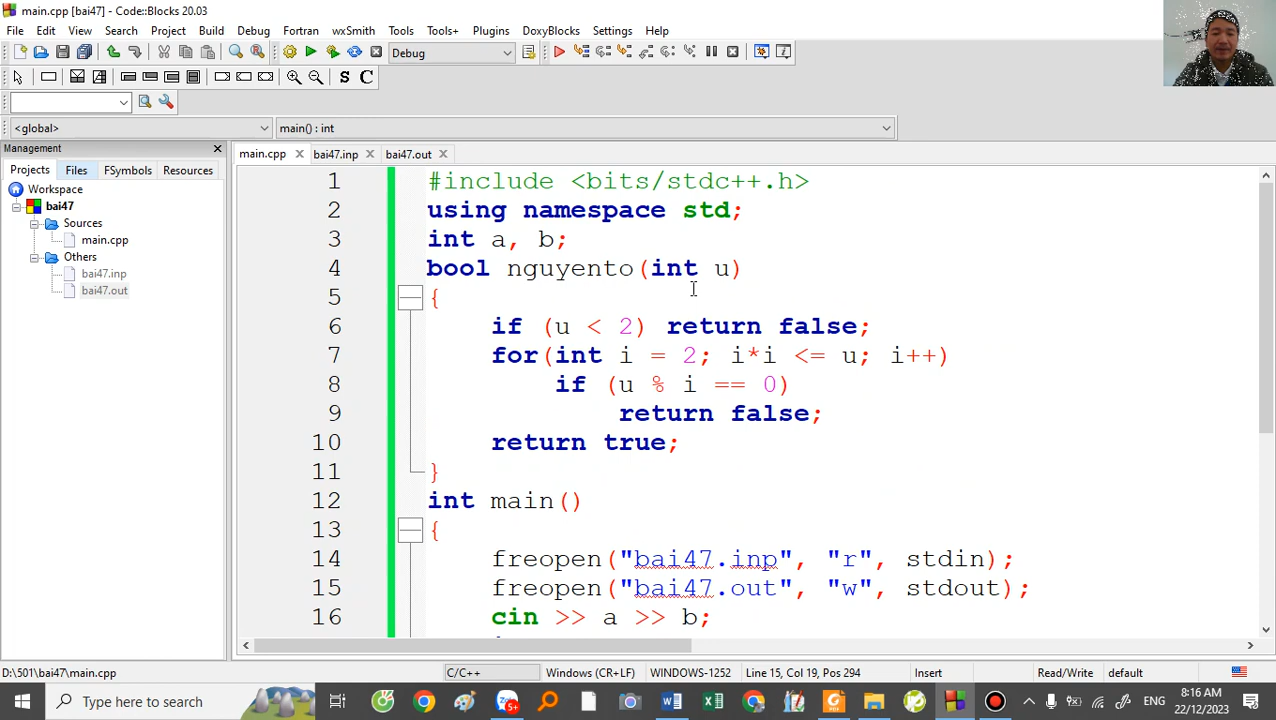 main.cpp [bai47] - Code::Blocks 20.03
File Edit View Search Project Build Debug Fortran wxSmith Tools Tools+ Plugins DoxyBlocks Settings Help
Debug
S C
<global> main() : int
Management
Projects Files FSymbols Resources
Workspace
bai47
Sources
main.cpp
Others
bai47.inp
bai47.out
main.cpp bai47.inp bai47.out
1 #include <bits/stdc++.h>
2 using namespace std;
3 int a, b;
4 bool nguyento(int u)
5 {
6 if (u < 2) return false;
7 for(int i = 2; i*i <= u; i++)
8 if (u % i == 0)
9 return false;
10 return true;
11 }
12 int main()
13 {
14 freopen("bai47.inp", "r", stdin);
15 freopen("bai47.out", "w", stdout);
16 cin >> a >> b;
D:\501\bai47\main.cpp C/C++ Windows (CR+LF) WINDOWS-1252 Line 15, Col 19, Pos 294 Insert Read/Write default
Type here to search
5+
ENG
8:16 AM
22/12/2023